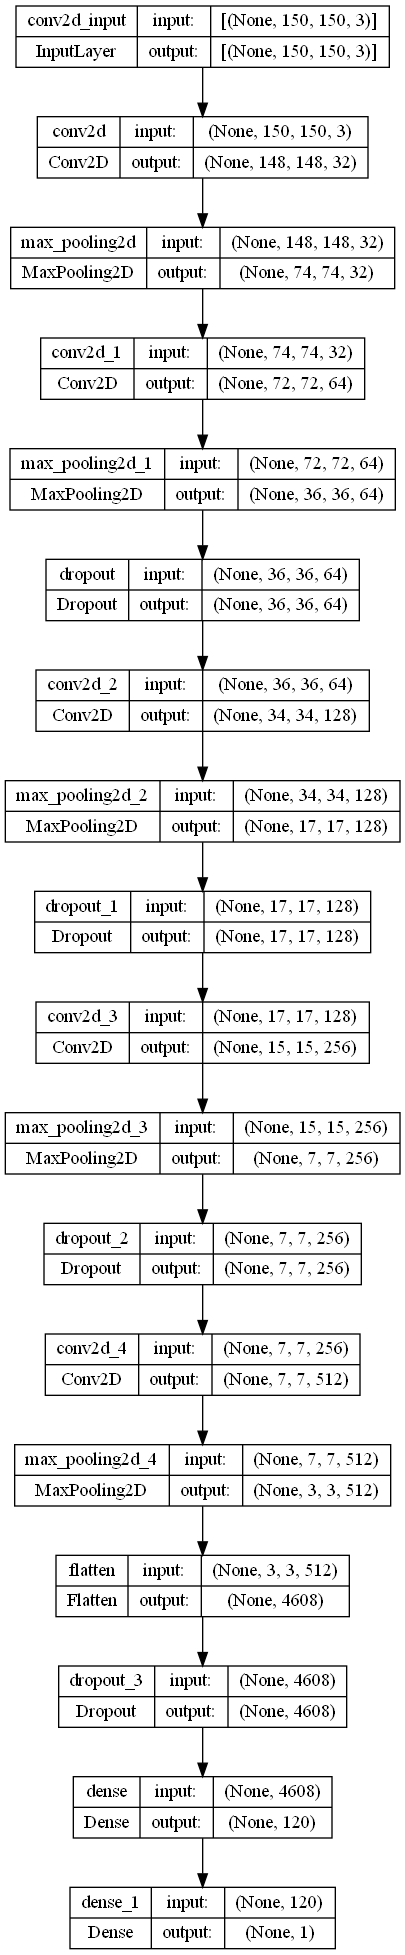 conv2d_input input: [(None, 150, 150, 3)]
InputLayer output: [(None, 150, 150, 3)]
conv2d input: (None, 150, 150, 3)
Conv2D output: (None, 148, 148, 32)
max_pooling2d input: (None, 148, 148, 32)
MaxPooling2D output: (None, 74, 74, 32)
conv2d_1 input: (None, 74, 74, 32)
Conv2D output: (None, 72, 72, 64)
max_pooling2d_1 input: (None, 72, 72, 64)
MaxPooling2D output: (None, 36, 36, 64)
dropout input: (None, 36, 36, 64)
Dropout output: (None, 36, 36, 64)
conv2d_2 input: (None, 36, 36, 64)
Conv2D output: (None, 34, 34, 128)
max_pooling2d_2 input: (None, 34, 34, 128)
MaxPooling2D output: (None, 17, 17, 128)
dropout_1 input: (None, 17, 17, 128)
Dropout output: (None, 17, 17, 128)
conv2d_3 input: (None, 17, 17, 128)
Conv2D output: (None, 15, 15, 256)
max_pooling2d_3 input: (None, 15, 15, 256)
MaxPooling2D output: (None, 7, 7, 256)
dropout_2 input: (None, 7, 7, 256)
Dropout output: (None, 7, 7, 256)
conv2d_4 input: (None, 7, 7, 256)
Conv2D output: (None, 7, 7, 512)
max_pooling2d_4 input: (None, 7, 7, 512)
MaxPooling2D output: (None, 3, 3, 512)
flatten input: (None, 3, 3, 512)
Flatten output: (None, 4608)
dropout_3 input: (None, 4608)
Dropout output: (None, 4608)
dense input: (None, 4608)
Dense output: (None, 120)
dense_1 input: (None, 120)
Dense output: (None, 1)